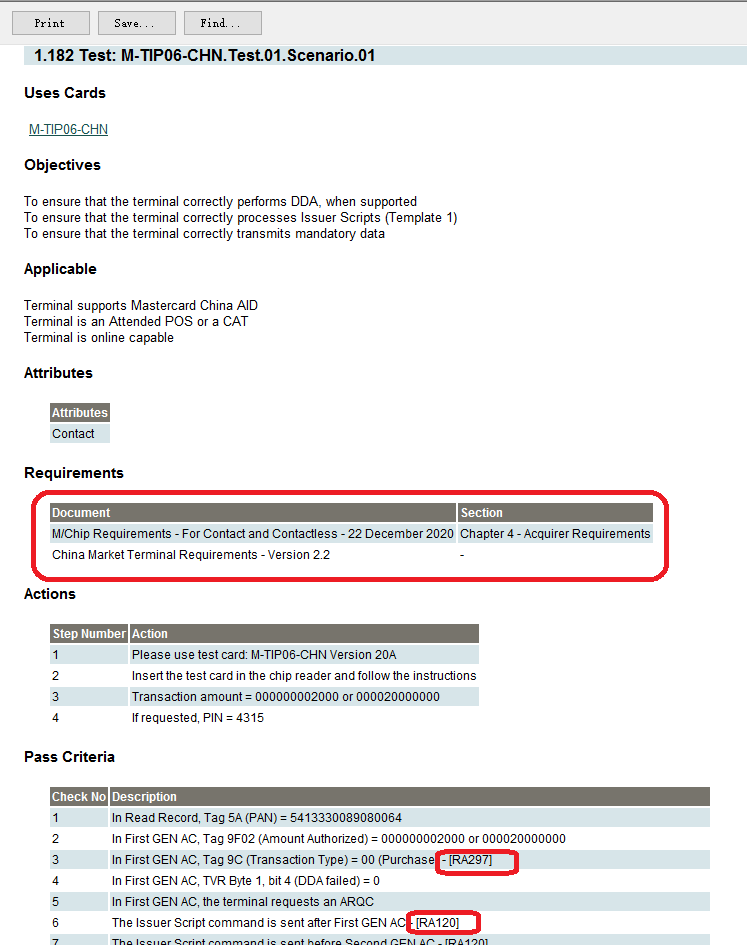 Print Save... Find...
1.182 Test: M-TIP06-CHN.Test.01.Scenario.01
Uses Cards
M-TIP06-CHN
Objectives
To ensure that the terminal correctly performs DDA, when supported
To ensure that the terminal correctly processes Issuer Scripts (Template 1)
To ensure that the terminal correctly transmits mandatory data
Applicable
Terminal supports Mastercard China AID
Terminal is an Attended POS or a CAT
Terminal is online capable
Attributes
Attributes
Contact
Requirements
Document Section
M/Chip Requirements - For Contact and Contactless - 22 December 2020 Chapter 4 - Acquirer Requirements
China Market Terminal Requirements - Version 2.2 -
Actions
Step Number Action
1 Please use test card: M-TIP06-CHN Version 20A
2 Insert the test card in the chip reader and follow the instructions
3 Transaction amount = 000000002000 or 000020000000
4 If requested, PIN = 4315
Pass Criteria
Check No Description
1 In Read Record, Tag 5A (PAN) = 5413330089080064
2 In First GEN AC, Tag 9F02 (Amount Authorized) = 000000002000 or 000020000000
3 In First GEN AC, Tag 9C (Transaction Type) = 00 (Purchase) - [RA297]
4 In First GEN AC, TVR Byte 1, bit 4 (DDA failed) = 0
5 In First GEN AC, the terminal requests an ARQC
6 The Issuer Script command is sent after First GEN AC - [RA120]
7 The Issuer Script command is sent before Second GEN AC - [RA120]